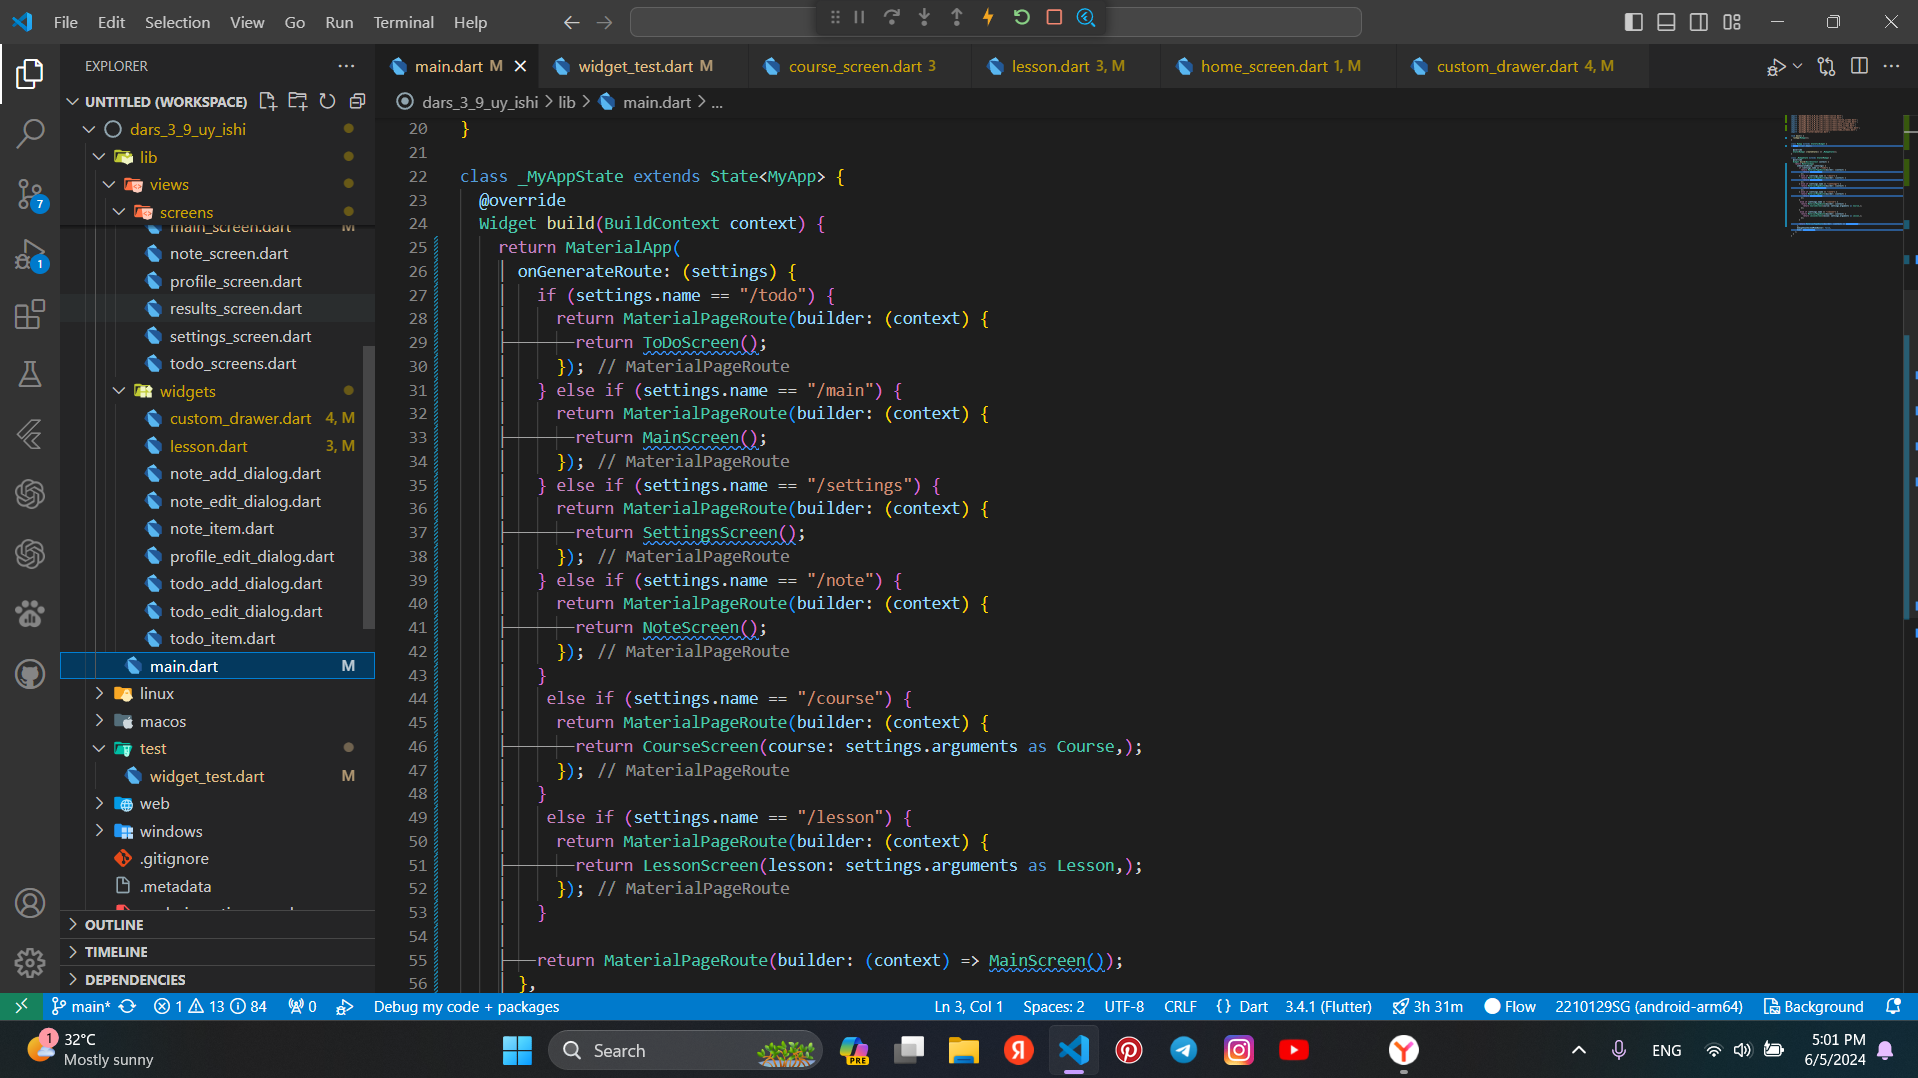 File Edit Selection View Go Run Terminal Help
EXPLORER
UNTITLED (WORKSPACE)
dars_3_9_uy_ishi
lib
views
screens
main_screen.dart M
note_screen.dart
profile_screen.dart
results_screen.dart
settings_screen.dart
todo_screens.dart
widgets
custom_drawer.dart 4, M
lesson.dart 3, M
note_add_dialog.dart
note_edit_dialog.dart
note_item.dart
profile_edit_dialog.dart
todo_add_dialog.dart
todo_edit_dialog.dart
todo_item.dart
main.dart M
linux
macos
test
widget_test.dart M
web
windows
.gitignore
.metadata
OUTLINE
TIMELINE
DEPENDENCIES
7
1
main.dart M widget_test.dart M course_screen.dart 3 lesson.dart 3, M home_screen.dart 1, M custom_drawer.dart 4, M
dars_3_9_uy_ishi > lib > main.dart > ...
20 }
21
22 class _MyAppState extends State<MyApp> {
23 @override
24 Widget build(BuildContext context) {
25 return MaterialApp(
26 onGenerateRoute: (settings) {
27 if (settings.name == "/todo") {
28 return MaterialPageRoute(builder: (context) {
29 return ToDoScreen();
30 }); // MaterialPageRoute
31 } else if (settings.name == "/main") {
32 return MaterialPageRoute(builder: (context) {
33 return MainScreen();
34 }); // MaterialPageRoute
35 } else if (settings.name == "/settings") {
36 return MaterialPageRoute(builder: (context) {
37 return SettingsScreen();
38 }); // MaterialPageRoute
39 } else if (settings.name == "/note") {
40 return MaterialPageRoute(builder: (context) {
41 return NoteScreen();
42 }); // MaterialPageRoute
43 }
44 else if (settings.name == "/course") {
45 return MaterialPageRoute(builder: (context) {
46 return CourseScreen(course: settings.arguments as Course,);
47 }); // MaterialPageRoute
48 }
49 else if (settings.name == "/lesson") {
50 return MaterialPageRoute(builder: (context) {
51 return LessonScreen(lesson: settings.arguments as Lesson,);
52 }); // MaterialPageRoute
53 }
54
55 return MaterialPageRoute(builder: (context) => MainScreen());
56 },
main* 1 13 84 0 Debug my code + packages Ln 3, Col 1 Spaces: 2 UTF-8 CRLF {} Dart 3.4.1 (Flutter) 3h 31m Flow 2210129SG (android-arm64) Background
1
32°C
Mostly sunny
Search
PRE
Я
ENG
5:01 PM
6/5/2024